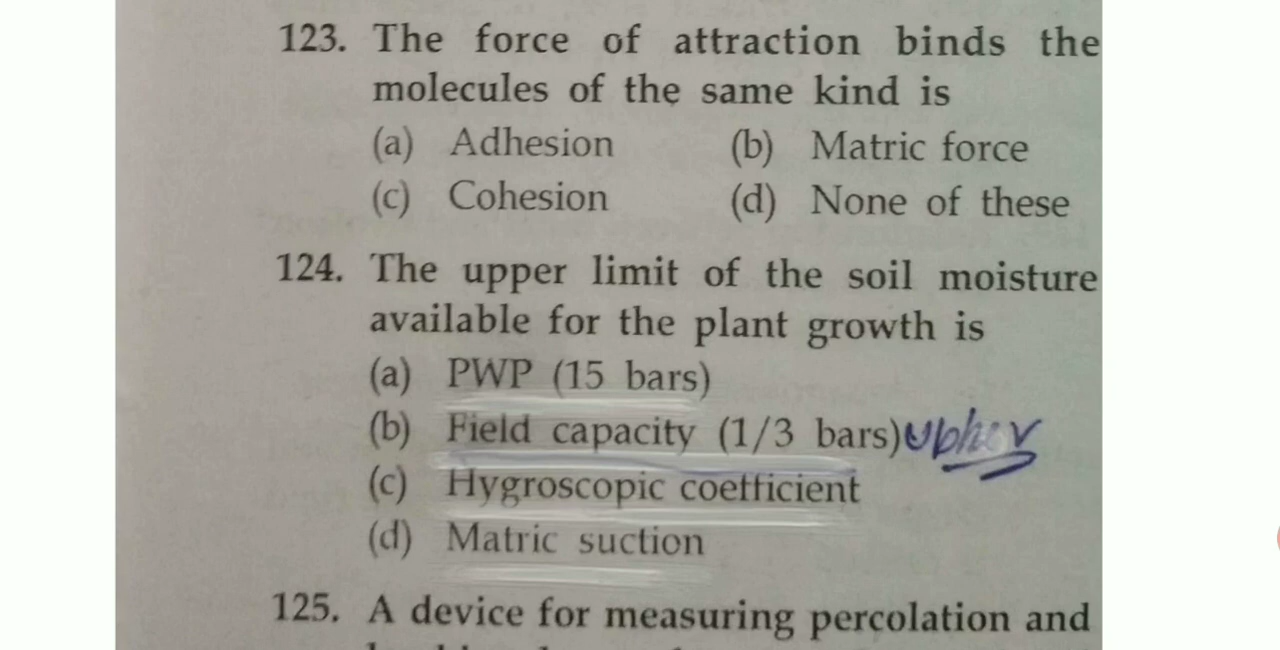 123. The force of attraction binds the
molecules of the same kind is
(a) Adhesion (b) Matric force
(c) Cohesion (d) None of these
124. The upper limit of the soil moisture
available for the plant growth is
(a) PWP (15 bars)
(b) Field capacity (1/3 bars)
(c) Hygroscopic coefficient
(d) Matric suction
125. A device for measuring percolation and